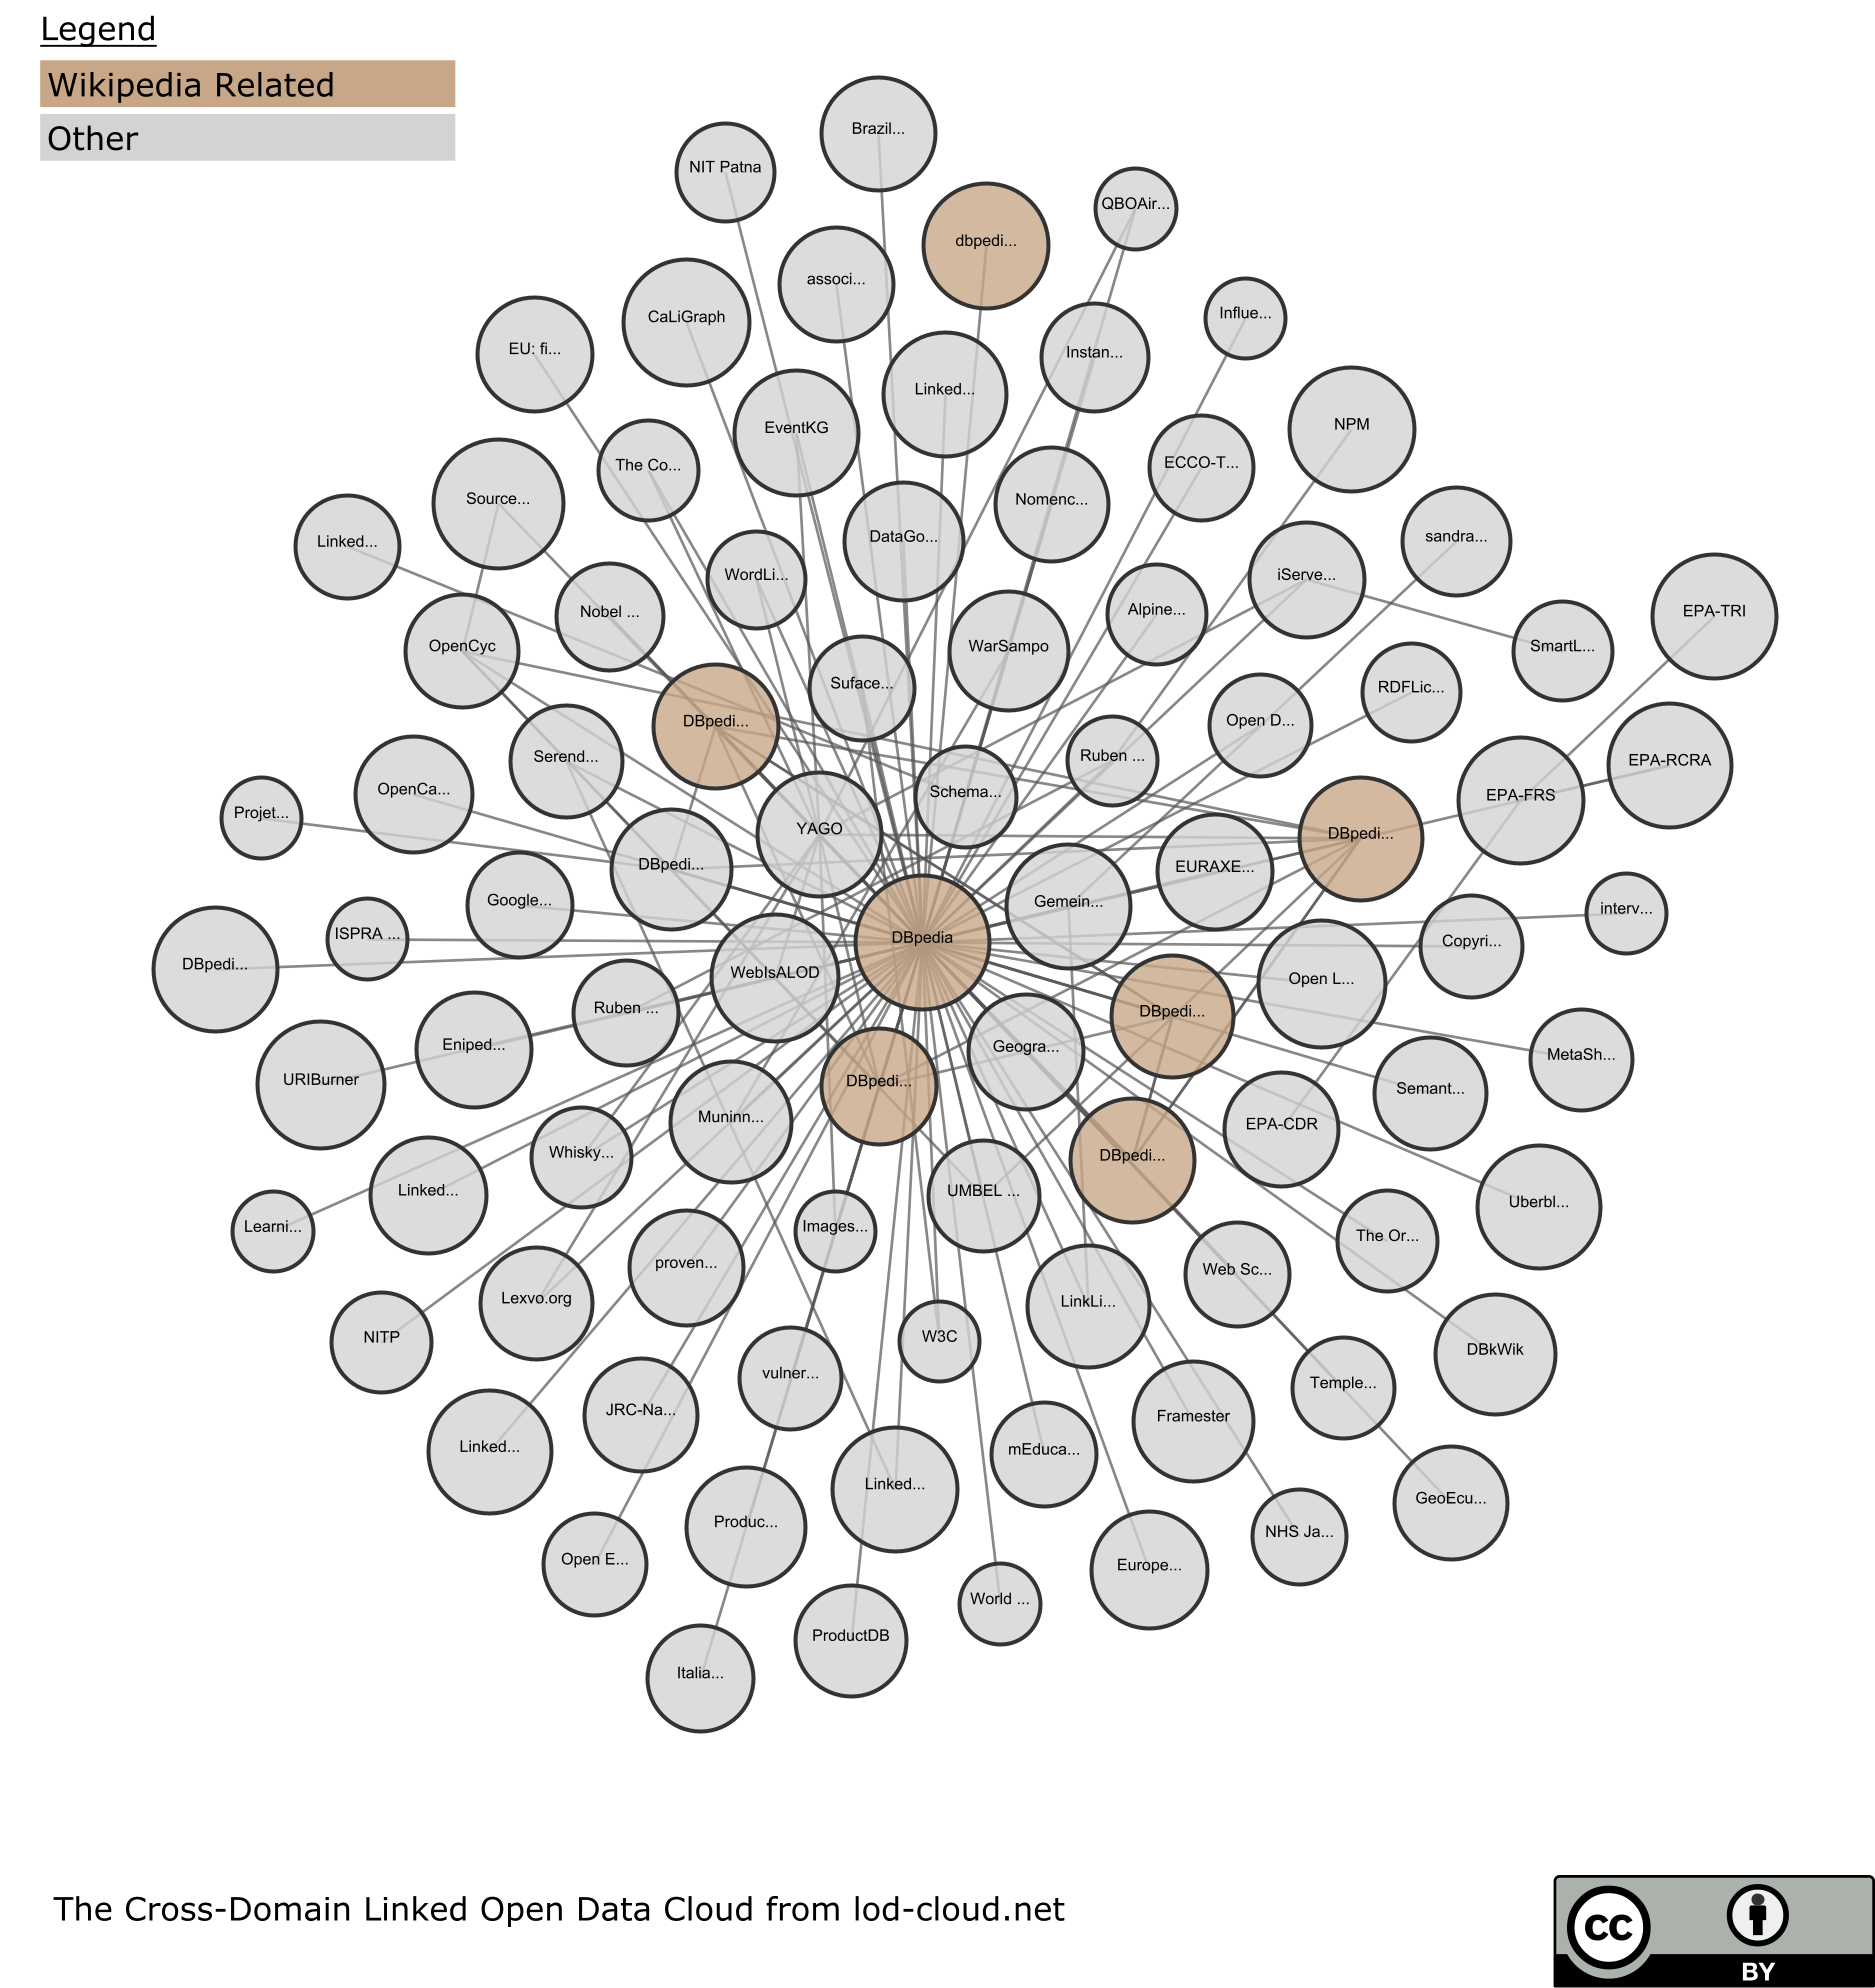 Legend
Wikipedia Related
Other
Brazil...
NIT Patna
QBOAir...
dbpedi...
associ...
Influe...
CaLiGraph
EU: fi...
Instan...
Linked...
EventKG
NPM
The Co...
ECCO-T...
Source...
Nomenc...
DataGo...
sandra...
Linked...
WordLi...
iServe...
Nobel ...
Alpine...
EPA-TRI
OpenCyc
WarSampo
SmartL...
Suface...
RDFLic...
DBpedi...
Open D...
Serend...
Ruben ...
EPA-RCRA
OpenCa...
Schema...
EPA-FRS
Projet...
YAGO
DBpedi...
DBpedi...
EURAXE...
Google...
Gemein...
interv...
ISPRA ...
DBpedia
Copyri...
DBpedi...
WebIsALOD
Open L...
Ruben ...
DBpedi...
Eniped...
Geogra...
MetaSh...
URIBurner
DBpedi...
Semant...
Muninn...
EPA-CDR
Whisky...
DBpedi...
Linked...
UMBEL ...
Uberbl...
Learni...
Images...
The Or...
proven...
Web Sc...
Lexvo.org
LinkLi...
NITP
W3C
DBkWik
vulner...
Temple...
JRC-Na...
Framester
Linked...
mEduca...
Linked...
GeoEcu...
Produc...
NHS Ja...
Open E...
Europe...
World ...
ProductDB
Italia...
The Cross-Domain Linked Open Data Cloud from lod-cloud.net
cc
BY